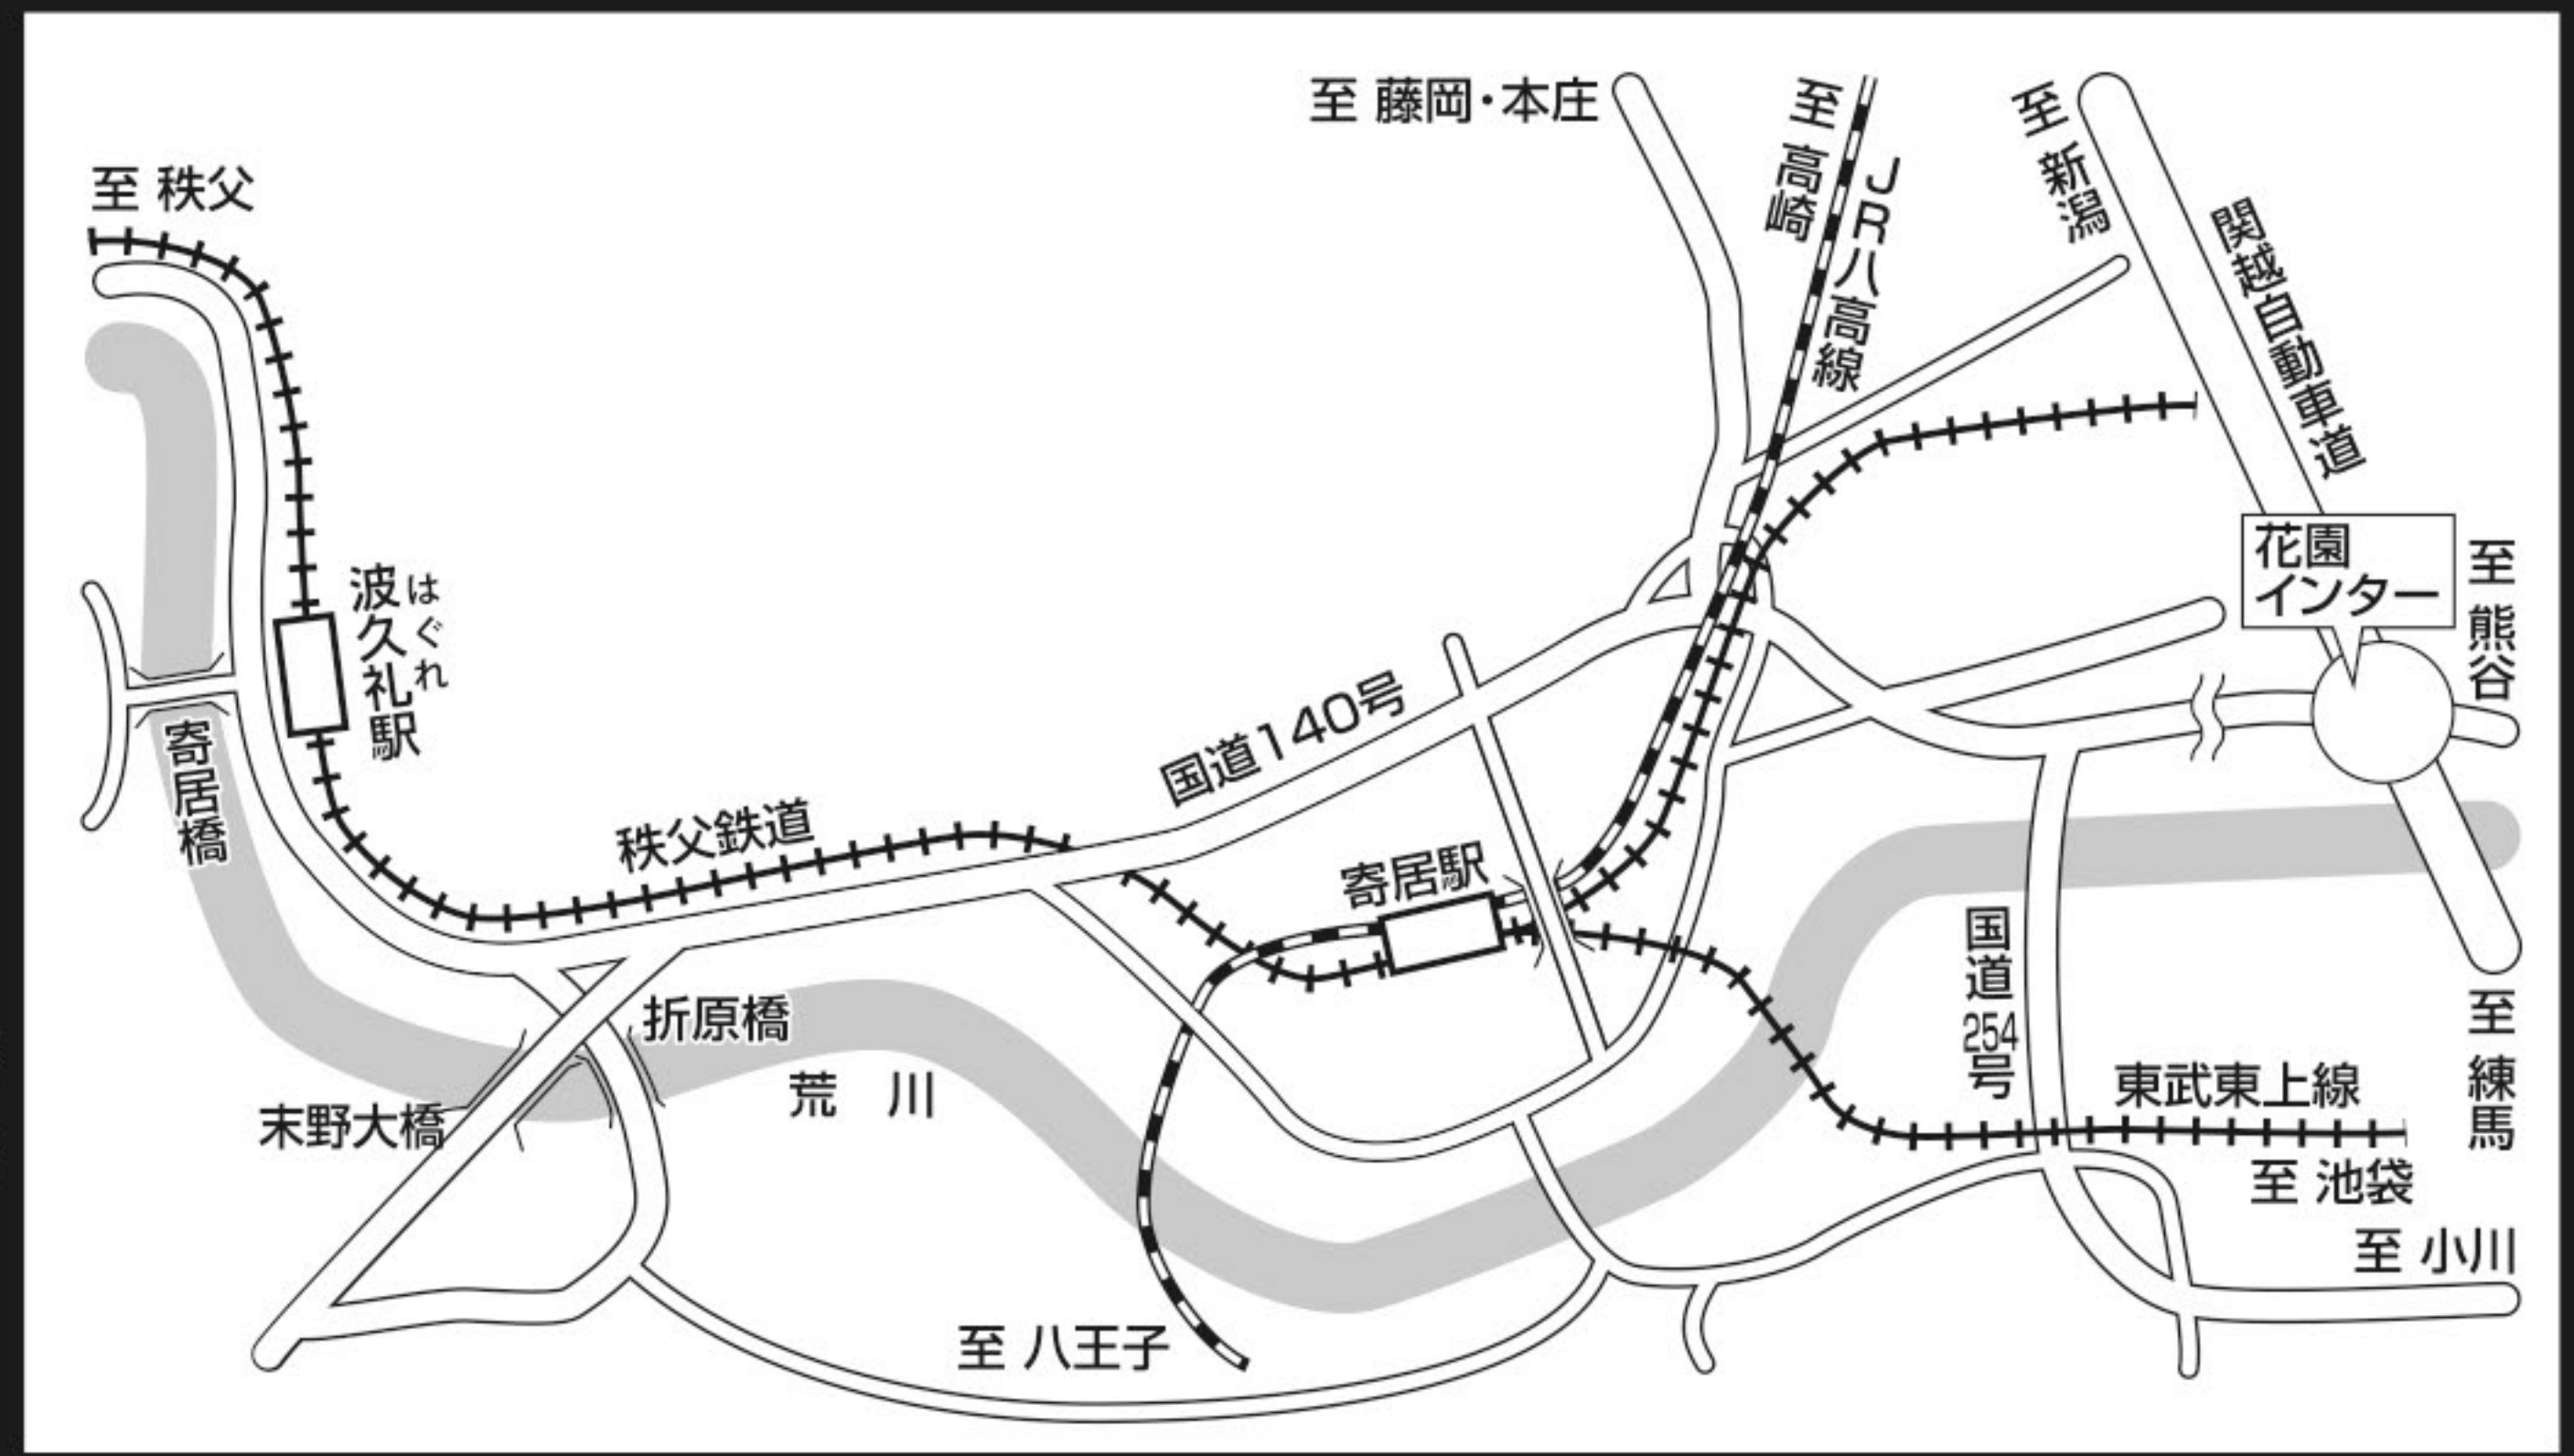 至 秩父
至 藤岡・本庄
至 高崎
JR八高線
至 新潟
関越自動車道
花園
インター
至 熊谷
波久礼駅
はぐれ
寄居橋
国道140号
秩父鉄道
寄居駅
国道254号
折原橋
荒 川
末野大橋
東武東上線
至 池袋
至 練馬
至 小川
至 八王子